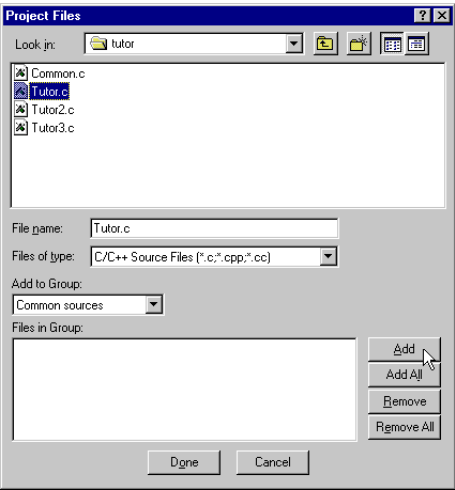 Project Files
Look in: tutor
Common.c
Tutor.c
Tutor2.c
Tutor3.c
File name: Tutor.c
Files of type: C/C++ Source Files (*.c;*.cpp;*.cc)
Add to Group:
Common sources
Files in Group:
Add
Add All
Remove
Remove All
Done Cancel